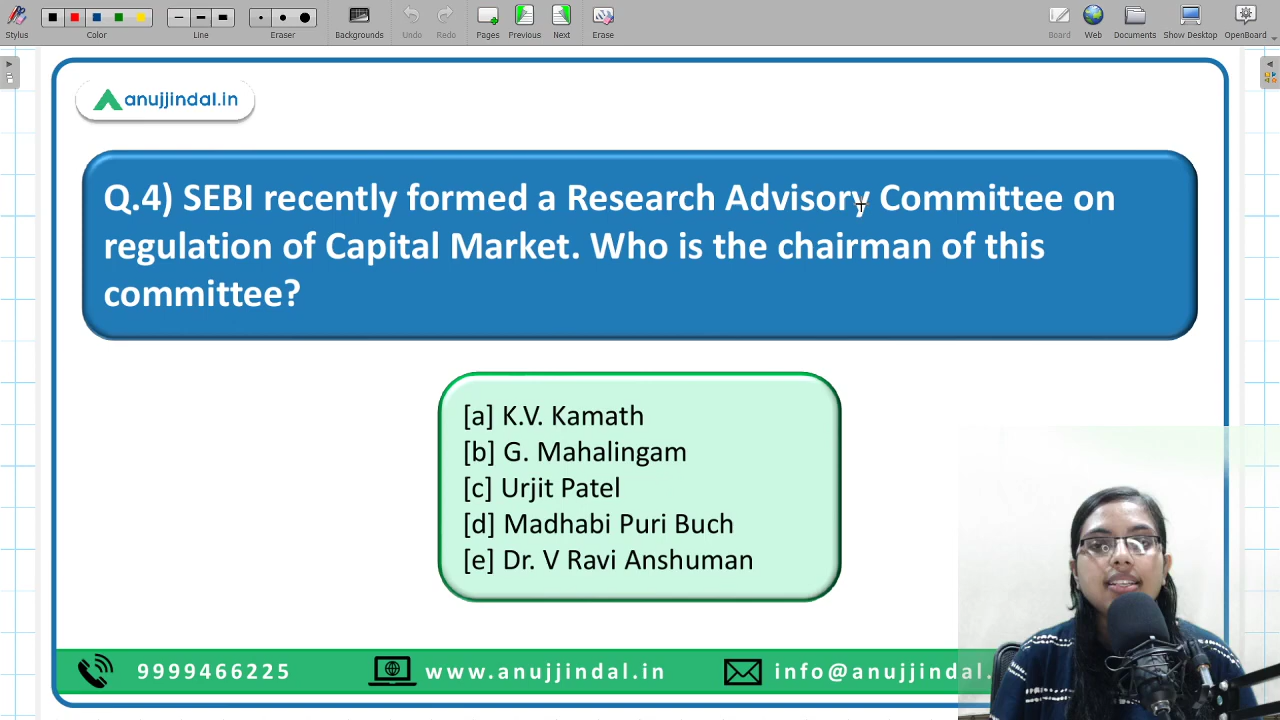 Stylus
Color
Line
Eraser
Backgrounds
Undo
Redo
Pages
Previous
Next
Erase
Board
Web
Documents
Show Desktop
OpenBoard
anujjindal.in
Q.4) SEBI recently formed a Research Advisory Committee on
regulation of Capital Market. Who is the chairman of this
committee?
[a] K.V. Kamath
[b] G. Mahalingam
[c] Urjit Patel
[d] Madhabi Puri Buch
[e] Dr. V Ravi Anshuman
9999466225
www.anujjindal.in
info@anujjindal.